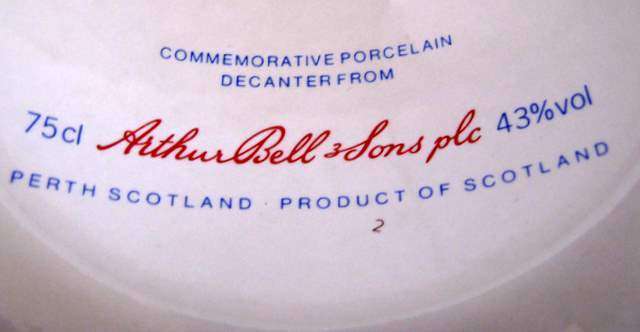 COMMEMORATIVE PORCELAIN
DECANTER FROM
75cl Arthur Bell & Sons plc 43%vol
PERTH SCOTLAND · PRODUCT OF SCOTLAND
2